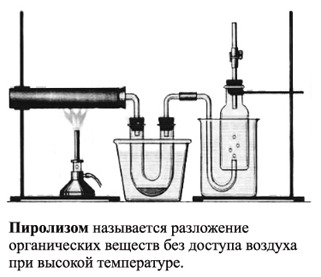 Пиролизом называется разложение
органических веществ без доступа воздуха
при высокой температуре.